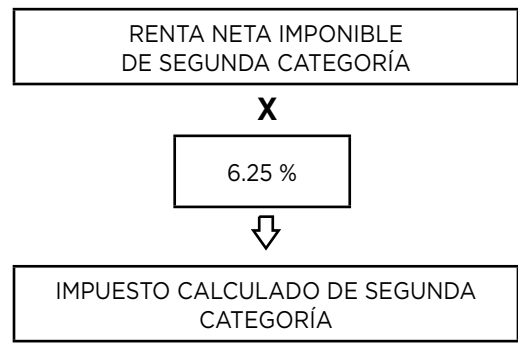 RENTA NETA IMPONIBLE
DE SEGUNDA CATEGORÍA
X
6.25 %
IMPUESTO CALCULADO DE SEGUNDA
CATEGORÍA